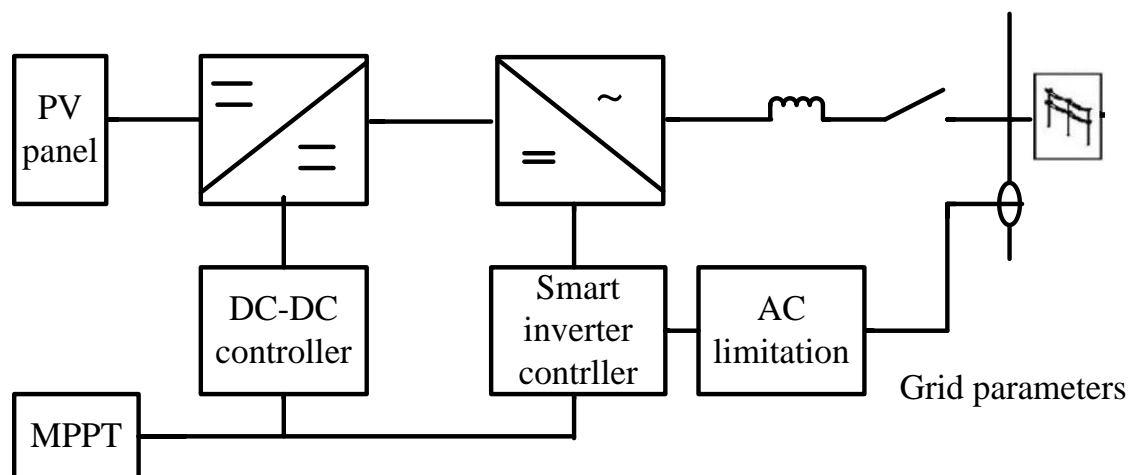 PV
panel
~
DC-DC
controller
Smart
inverter
contrller
AC
limitation
Grid parameters
MPPT